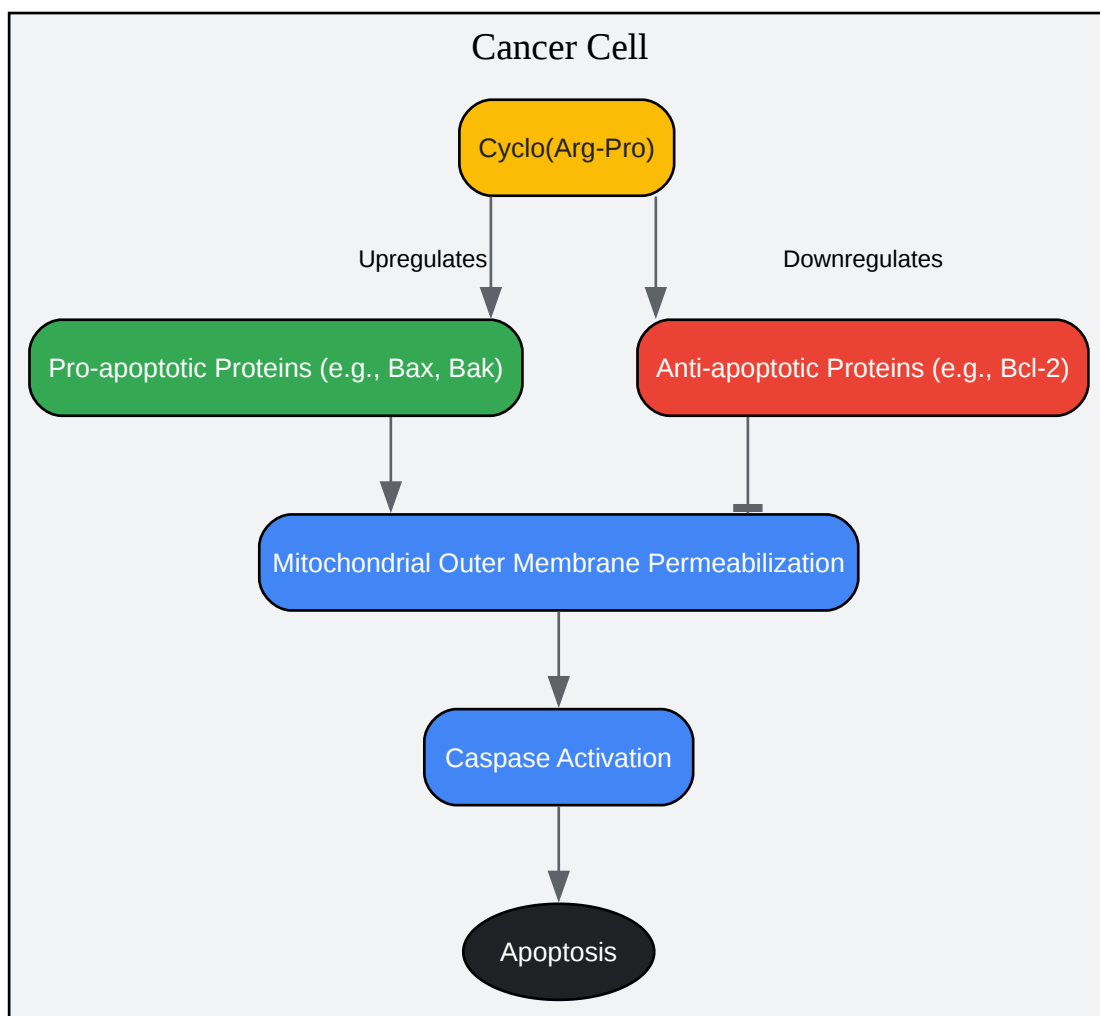 Cancer Cell
Cyclo(Arg-Pro)
Upregulates
Downregulates
Pro-apoptotic Proteins (e.g., Bax, Bak)
Anti-apoptotic Proteins (e.g., Bcl-2)
Mitochondrial Outer Membrane Permeabilization
Caspase Activation
Apoptosis